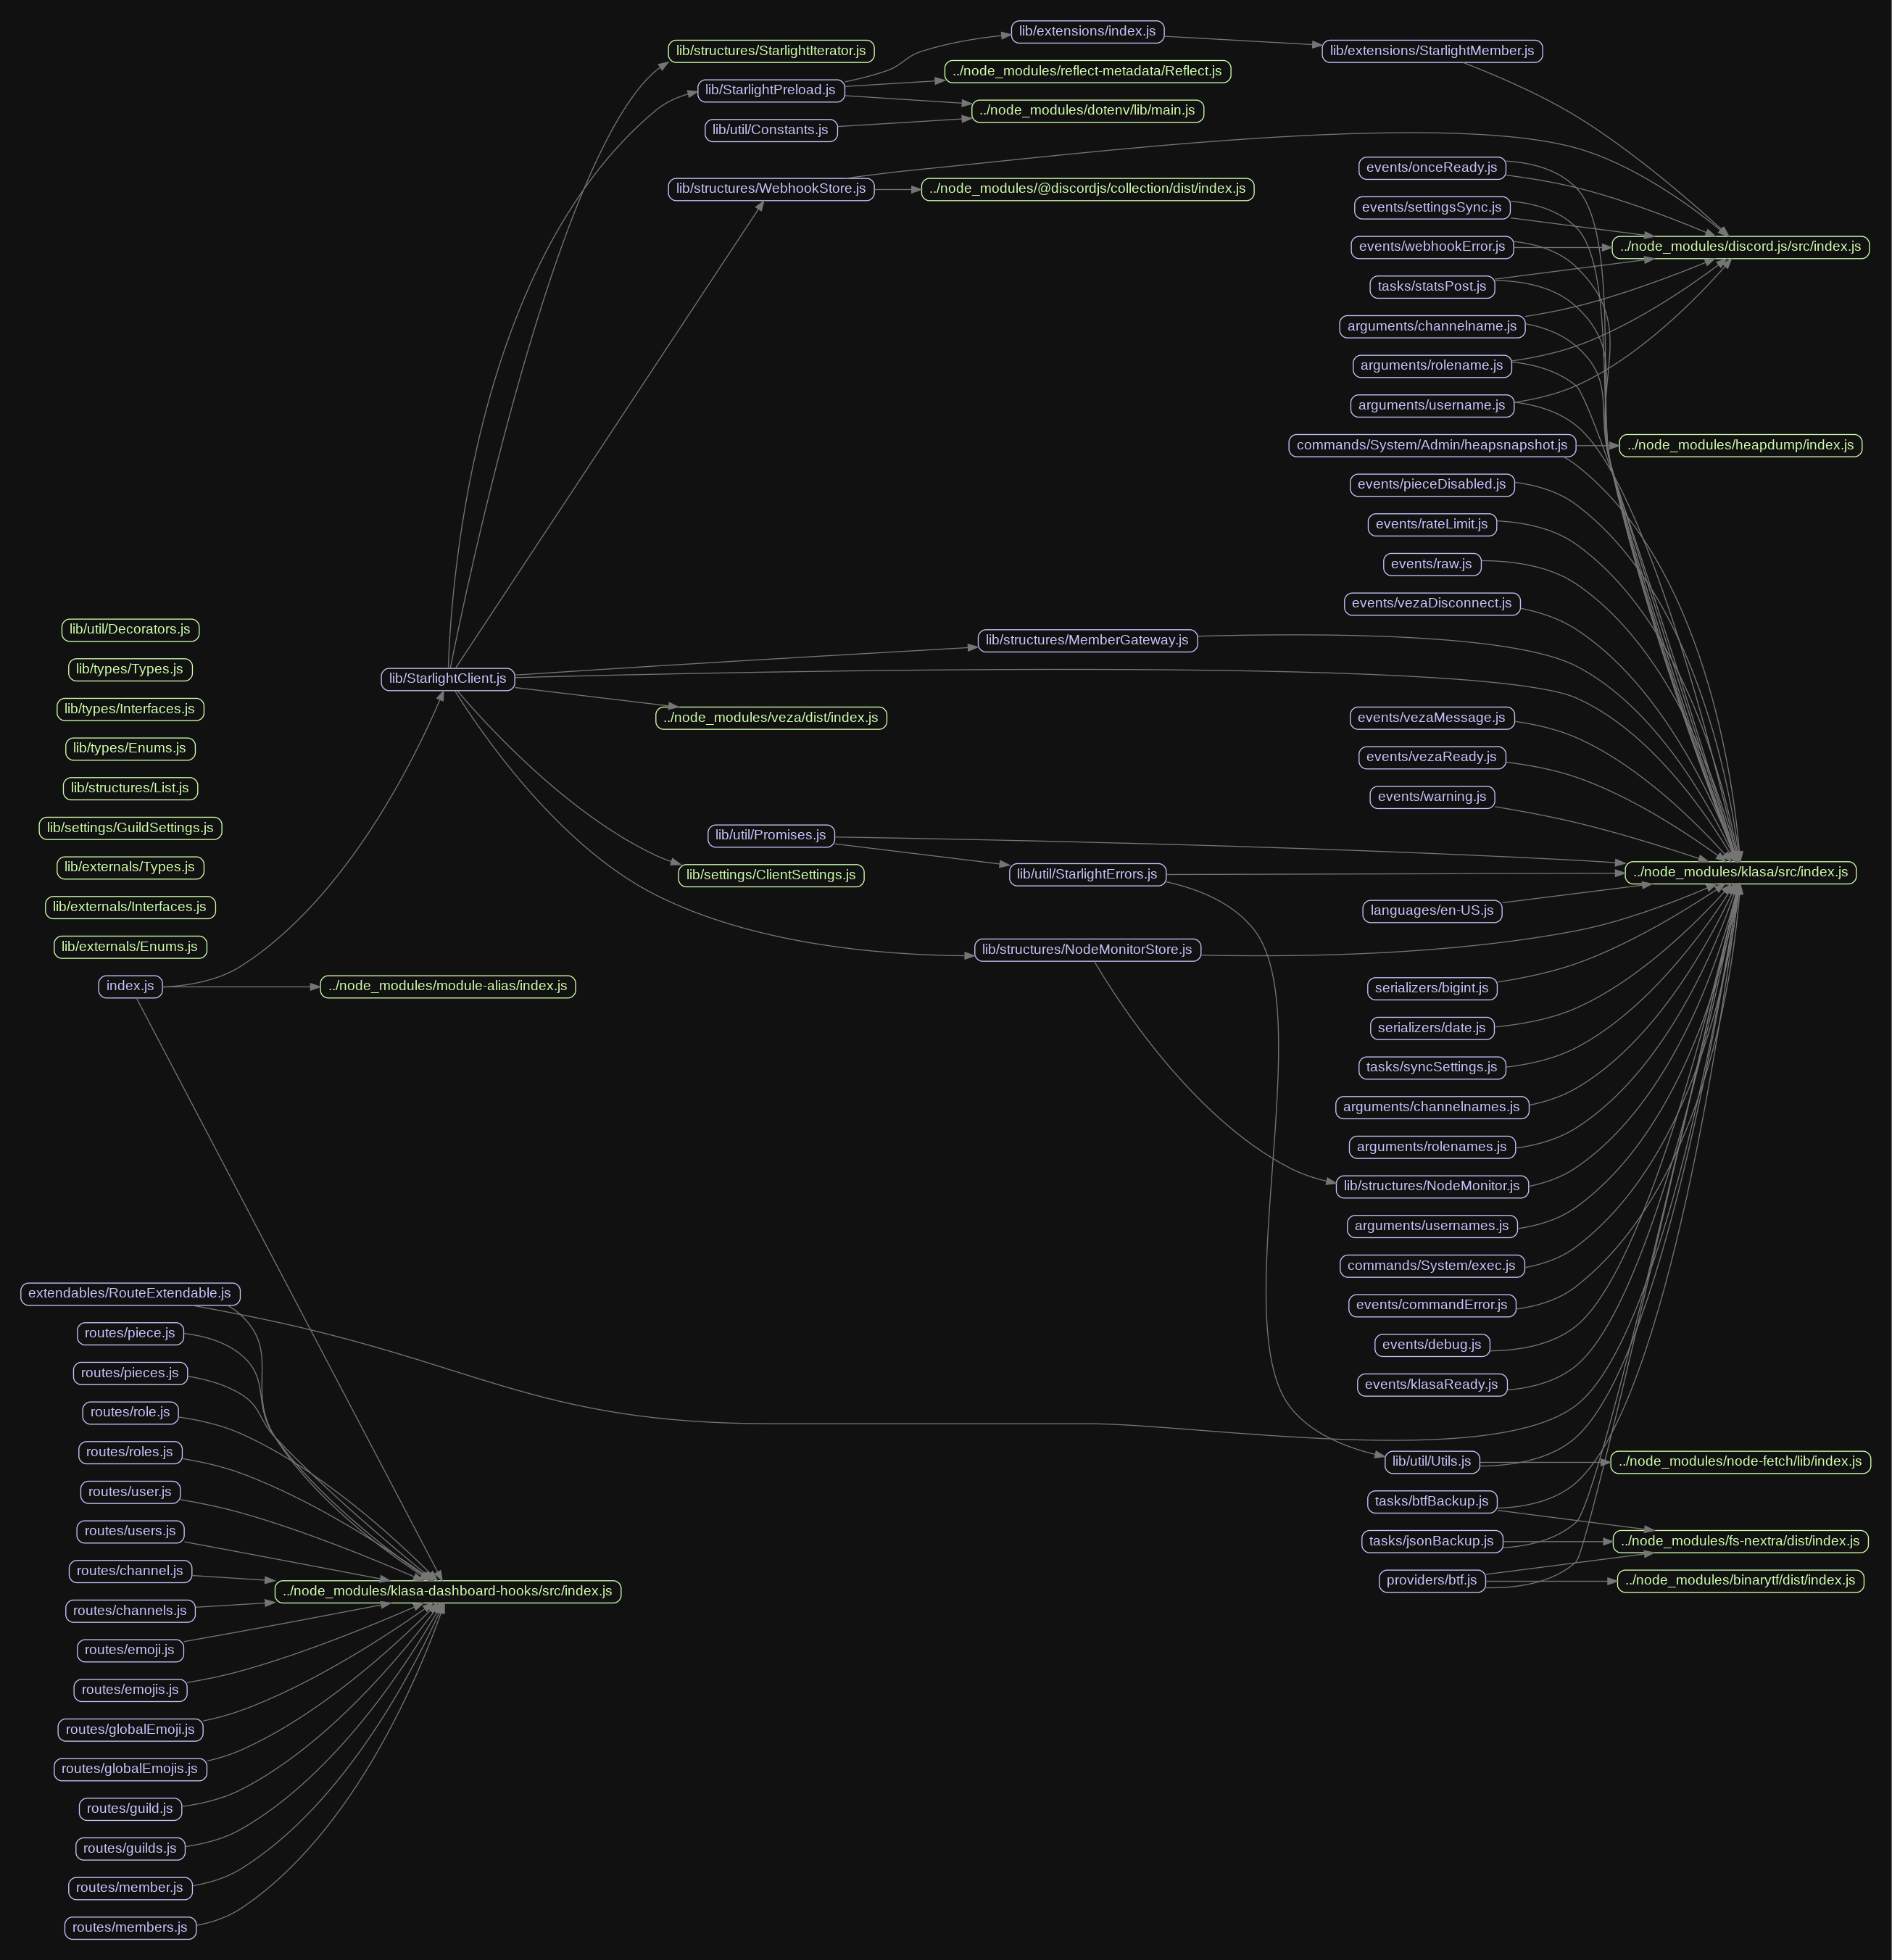 lib/extensions/index.js
lib/structures/StarlightIterator.js
lib/extensions/StarlightMember.js
../node_modules/reflect-metadata/Reflect.js
lib/StarlightPreload.js
../node_modules/dotenv/lib/main.js
lib/util/Constants.js
events/onceReady.js
lib/structures/WebhookStore.js
../node_modules/@discordjs/collection/dist/index.js
events/settingsSync.js
events/webhookError.js
../node_modules/discord.js/src/index.js
tasks/statsPost.js
arguments/channelname.js
arguments/rolename.js
arguments/username.js
commands/System/Admin/heapsnapshot.js
../node_modules/heapdump/index.js
events/pieceDisabled.js
events/rateLimit.js
events/raw.js
events/vezaDisconnect.js
lib/util/Decorators.js
lib/structures/MemberGateway.js
lib/types/Types.js
lib/StarlightClient.js
lib/types/Interfaces.js
../node_modules/veza/dist/index.js
events/vezaMessage.js
lib/types/Enums.js
events/vezaReady.js
lib/structures/List.js
events/warning.js
lib/settings/GuildSettings.js
lib/util/Promises.js
lib/externals/Types.js
lib/settings/ClientSettings.js
lib/util/StarlightErrors.js
../node_modules/klasa/src/index.js
lib/externals/Interfaces.js
languages/en-US.js
lib/externals/Enums.js
lib/structures/NodeMonitorStore.js
index.js
../node_modules/module-alias/index.js
serializers/bigint.js
serializers/date.js
tasks/syncSettings.js
arguments/channelnames.js
arguments/rolenames.js
lib/structures/NodeMonitor.js
arguments/usernames.js
commands/System/exec.js
extendables/RouteExtendable.js
events/commandError.js
routes/piece.js
events/debug.js
routes/pieces.js
events/klasaReady.js
routes/role.js
routes/roles.js
lib/util/Utils.js
../node_modules/node-fetch/lib/index.js
routes/user.js
tasks/btfBackup.js
routes/users.js
tasks/jsonBackup.js
../node_modules/fs-nextra/dist/index.js
routes/channel.js
../node_modules/klasa-dashboard-hooks/src/index.js
providers/btf.js
../node_modules/binarytf/dist/index.js
routes/channels.js
routes/emoji.js
routes/emojis.js
routes/globalEmoji.js
routes/globalEmojis.js
routes/guild.js
routes/guilds.js
routes/member.js
routes/members.js